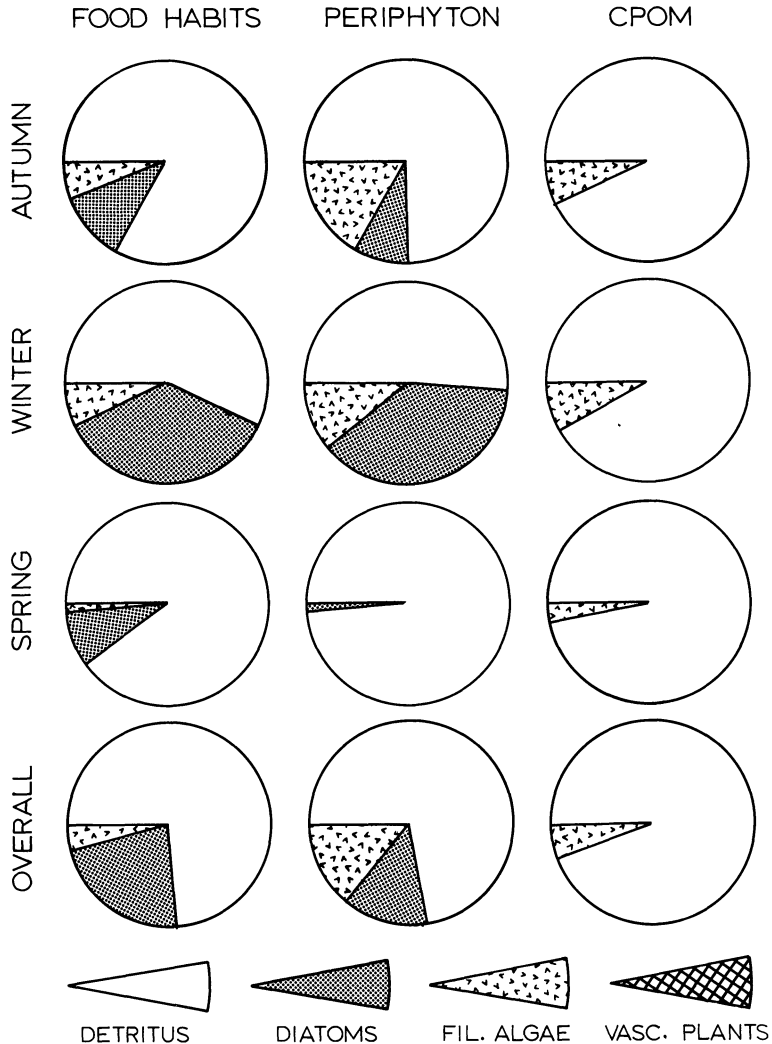 FOOD HABITS PERIPHYTON CPOM
AUTUMN
WINTER
SPRING
OVERALL
DETRITUS DIATOMS FIL. ALGAE VASC. PLANTS